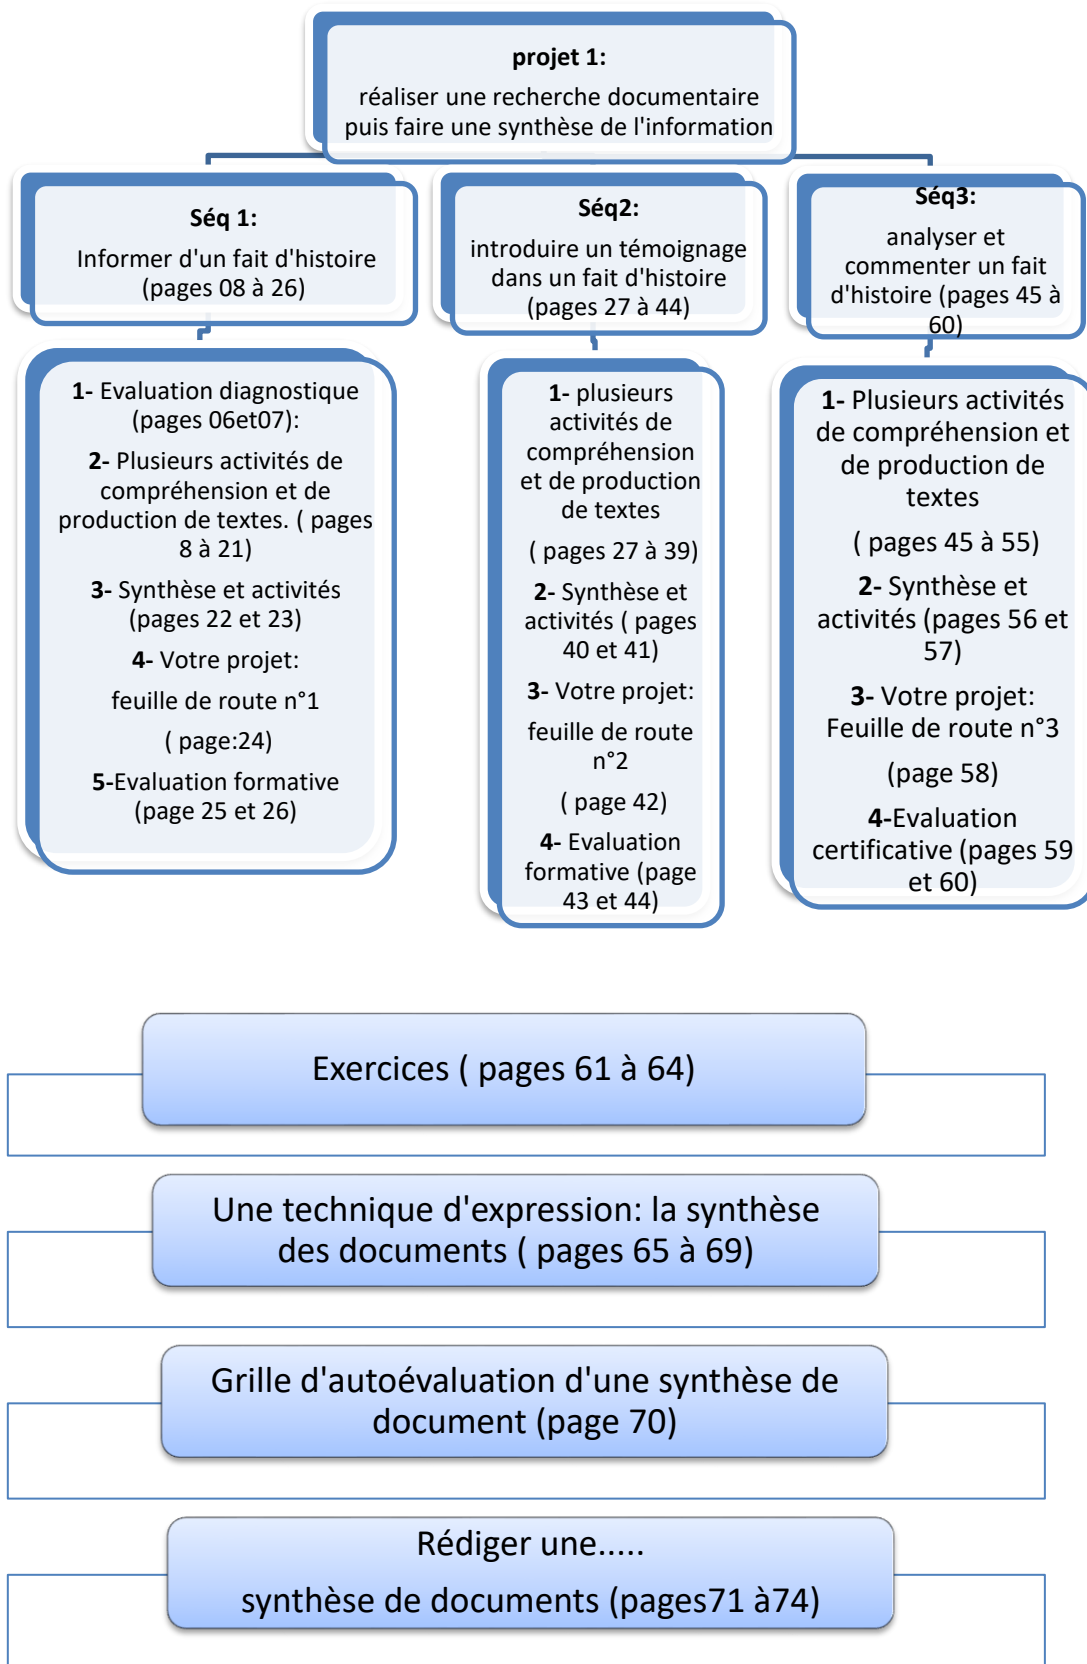 projet 1:
réaliser une recherche documentaire
puis faire une synthèse de l'information
Séq 1:
Informer d'un fait d'histoire
(pages 08 à 26)
Séq2:
introduire un témoignage
dans un fait d'histoire
(pages 27 à 44)
Séq3:
analyser et
commenter un fait
d'histoire (pages 45 à
60)
1- Evaluation diagnostique
(pages 06et07):
2- Plusieurs activités de
compréhension et de
production de textes. ( pages
8 à 21)
3- Synthèse et activités
(pages 22 et 23)
4- Votre projet:
feuille de route n°1
( page:24)
5-Evaluation formative
(page 25 et 26)
1- plusieurs
activités de
compréhension
et de production
de textes
( pages 27 à 39)
2- Synthèse et
activités ( pages
40 et 41)
3- Votre projet:
feuille de route
n°2
( page 42)
4- Evaluation
formative (page
43 et 44)
1- Plusieurs activités
de compréhension et
de production de
textes
( pages 45 à 55)
2- Synthèse et
activités (pages 56 et
57)
3- Votre projet:
Feuille de route n°3
(page 58)
4-Evaluation
certificative (pages 59
et 60)
Exercices ( pages 61 à 64)
Une technique d'expression: la synthèse
des documents ( pages 65 à 69)
Grille d'autoévaluation d'une synthèse de
document (page 70)
Rédiger une.....
synthèse de documents (pages71 à74)